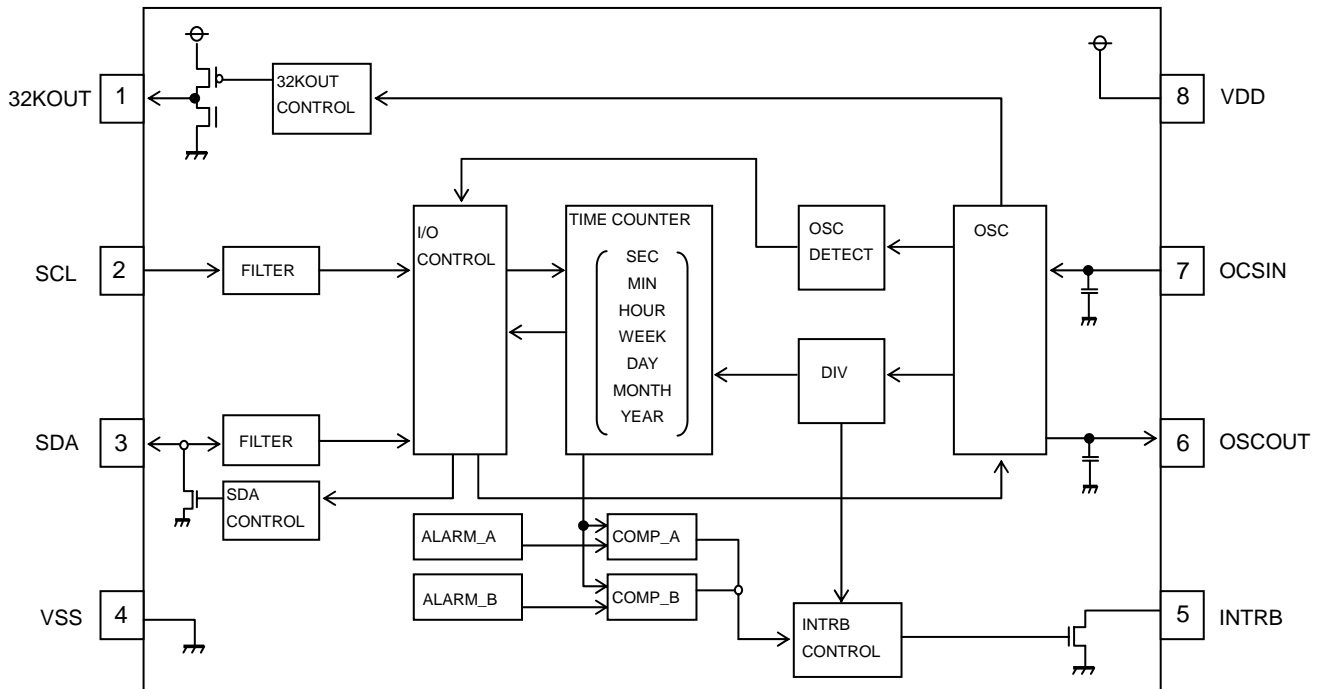 32KOUT
1
32KOUT
CONTROL
8
VDD
SCL
2
FILTER
I/O
CONTROL
TIME COUNTER
SEC
MIN
HOUR
WEEK
DAY
MONTH
YEAR
OSC
DETECT
OSC
7
OCSIN
DIV
SDA
3
FILTER
6
OSCOUT
SDA
CONTROL
ALARM_A
COMP_A
ALARM_B
COMP_B
VSS
4
INTRB
CONTROL
5
INTRB